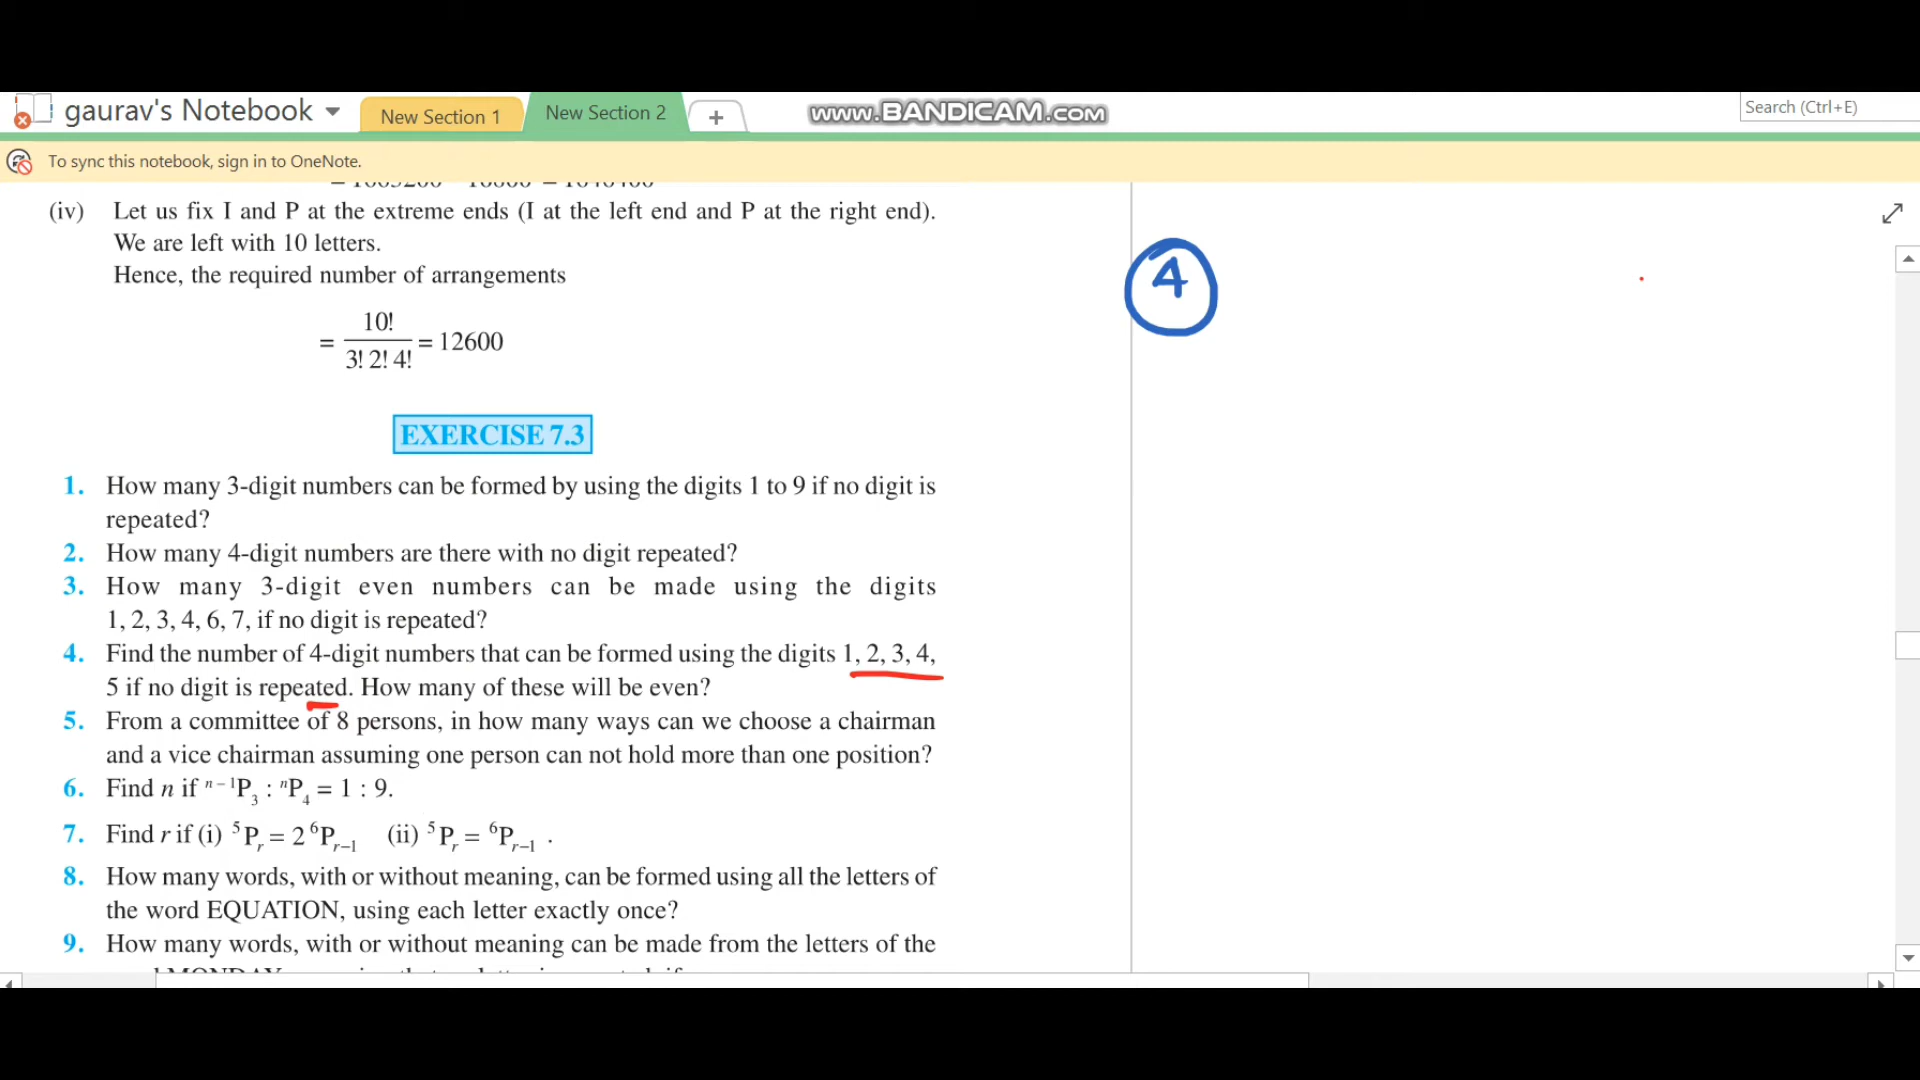 gaurav's Notebook
New Section 1
New Section 2
+
www.BANDICAM.com
Search (Ctrl+E)
To sync this notebook, sign in to OneNote.
(iv) Let us fix I and P at the extreme ends (I at the left end and P at the right end).
We are left with 10 letters.
Hence, the required number of arrangements
= 10! / 3! 2! 4! = 12600
4
EXERCISE 7.3
1. How many 3-digit numbers can be formed by using the digits 1 to 9 if no digit is
repeated?
2. How many 4-digit numbers are there with no digit repeated?
3. How many 3-digit even numbers can be made using the digits
1, 2, 3, 4, 6, 7, if no digit is repeated?
4. Find the number of 4-digit numbers that can be formed using the digits 1, 2, 3, 4,
5 if no digit is repeated. How many of these will be even?
5. From a committee of 8 persons, in how many ways can we choose a chairman
and a vice chairman assuming one person can not hold more than one position?
6. Find n if ⁿ⁻¹P₃ : ⁿP₄ = 1 : 9.
7. Find r if (i) ⁵Pᵣ = 2 ⁶Pᵣ₋₁ (ii) ⁵Pᵣ = ⁶Pᵣ₋₁ .
8. How many words, with or without meaning, can be formed using all the letters of
the word EQUATION, using each letter exactly once?
9. How many words, with or without meaning can be made from the letters of the